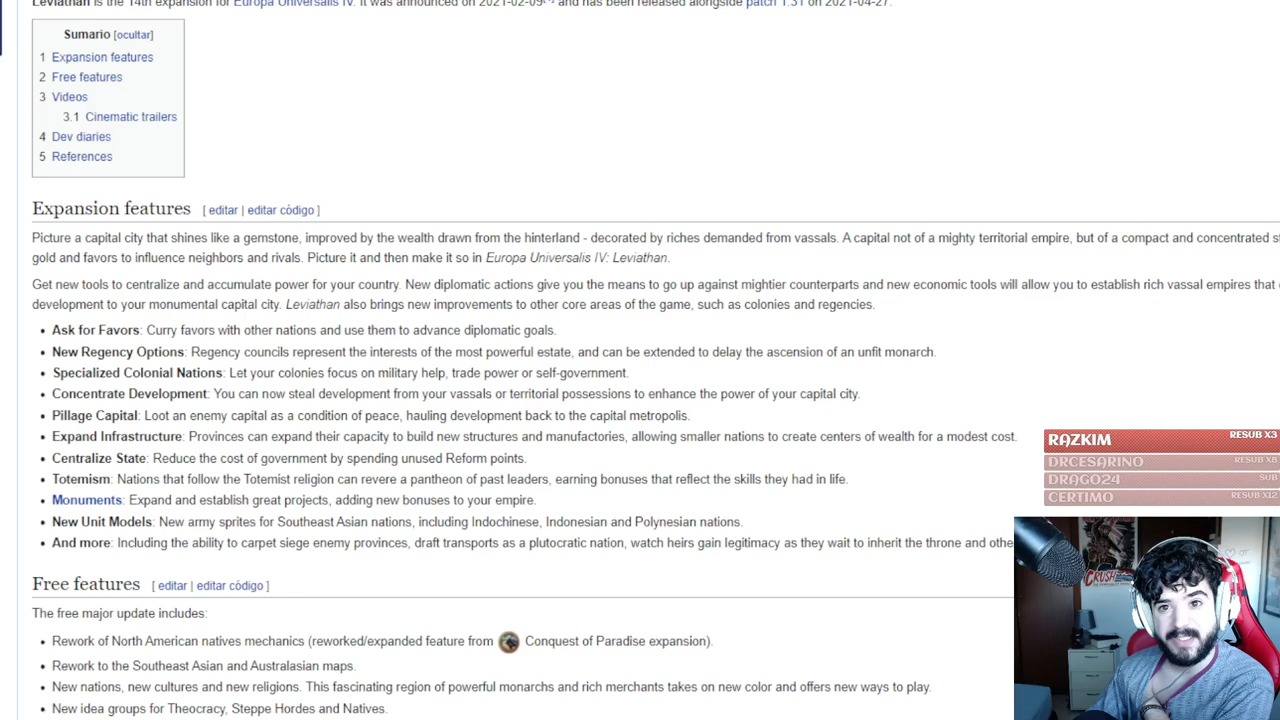 Leviathan is the 14th expansion for Europa Universalis IV. It was announced on 2021-02-09 and has been released alongside patch 1.31 on 2021-04-27.
Sumario [ocultar]
1 Expansion features
2 Free features
3 Videos
3.1 Cinematic trailers
4 Dev diaries
5 References
Expansion features [ editar | editar código ]
Picture a capital city that shines like a gemstone, improved by the wealth drawn from the hinterland - decorated by riches demanded from vassals. A capital not of a mighty territorial empire, but of a compact and concentrated
gold and favors to influence neighbors and rivals. Picture it and then make it so in Europa Universalis IV: Leviathan.
Get new tools to centralize and accumulate power for your country. New diplomatic actions give you the means to go up against mightier counterparts and new economic tools will allow you to establish rich vassal empires that
development to your monumental capital city. Leviathan also brings new improvements to other core areas of the game, such as colonies and regencies.
• Ask for Favors: Curry favors with other nations and use them to advance diplomatic goals.
• New Regency Options: Regency councils represent the interests of the most powerful estate, and can be extended to delay the ascension of an unfit monarch.
• Specialized Colonial Nations: Let your colonies focus on military help, trade power or self-government.
• Concentrate Development: You can now steal development from your vassals or territorial possessions to enhance the power of your capital city.
• Pillage Capital: Loot an enemy capital as a condition of peace, hauling development back to the capital metropolis.
• Expand Infrastructure: Provinces can expand their capacity to build new structures and manufactories, allowing smaller nations to create centers of wealth for a modest cost.
• Centralize State: Reduce the cost of government by spending unused Reform points.
• Totemism: Nations that follow the Totemist religion can revere a pantheon of past leaders, earning bonuses that reflect the skills they had in life.
• Monuments: Expand and establish great projects, adding new bonuses to your empire.
• New Unit Models: New army sprites for Southeast Asian nations, including Indochinese, Indonesian and Polynesian nations.
• And more: Including the ability to carpet siege enemy provinces, draft transports as a plutocratic nation, watch heirs gain legitimacy as they wait to inherit the throne and
Free features [ editar | editar código ]
The free major update includes:
• Rework of North American natives mechanics (reworked/expanded feature from Conquest of Paradise expansion).
• Rework to the Southeast Asian and Australasian maps.
• New nations, new cultures and new religions. This fascinating region of powerful monarchs and rich merchants takes on new color and offers new ways to play.
• New idea groups for Theocracy, Steppe Hordes and Natives.
RAZKIM RESUB X3
DRCESARINO RESUB X8
DRAGO24 SUB
CERTIMO RESUB X12
CRUSH